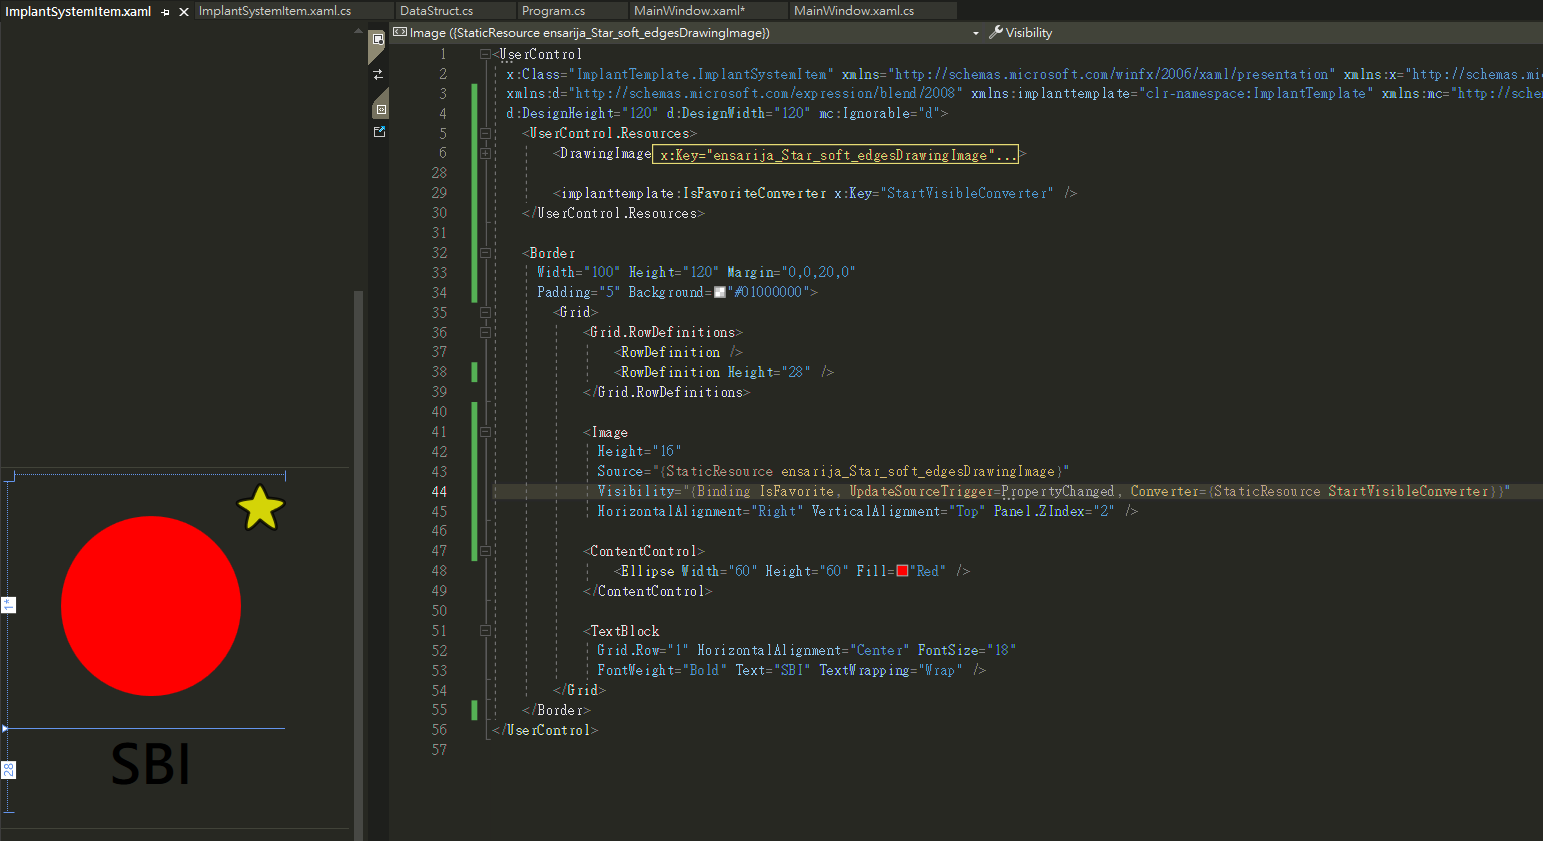 ImplantSystemItem.xaml
ImplantSystemItem.xaml.cs
DataStruct.cs
Program.cs
MainWindow.xaml*
MainWindow.xaml.cs
Image ({StaticResource ensarija_Star_soft_edgesDrawingImage})
Visibility
1 <UserControl
2 x:Class="ImplantTemplate.ImplantSystemItem" xmlns="http://schemas.microsoft.com/winfx/2006/xaml/presentation" xmlns:x="http://schemas.mi
3 xmlns:d="http://schemas.microsoft.com/expression/blend/2008" xmlns:implanttemplate="clr-namespace:ImplantTemplate" xmlns:mc="http://sche
4 d:DesignHeight="120" d:DesignWidth="120" mc:Ignorable="d">
5 <UserControl.Resources>
6 <DrawingImage x:Key="ensarija_Star_soft_edgesDrawingImage"...>
28
29 <implanttemplate:IsFavoriteConverter x:Key="StartVisibleConverter" />
30 </UserControl.Resources>
31
32 <Border
33 Width="100" Height="120" Margin="0,0,20,0"
34 Padding="5" Background="#01000000">
35 <Grid>
36 <Grid.RowDefinitions>
37 <RowDefinition />
38 <RowDefinition Height="28" />
39 </Grid.RowDefinitions>
40
41 <Image
42 Height="16"
43 Source="{StaticResource ensarija_Star_soft_edgesDrawingImage}"
44 Visibility="{Binding IsFavorite, UpdateSourceTrigger=PropertyChanged, Converter={StaticResource StartVisibleConverter}}"
45 HorizontalAlignment="Right" VerticalAlignment="Top" Panel.ZIndex="2" />
46
47 <ContentControl>
48 <Ellipse Width="60" Height="60" Fill="Red" />
49 </ContentControl>
50
51 <TextBlock
52 Grid.Row="1" HorizontalAlignment="Center" FontSize="18"
53 FontWeight="Bold" Text="SBI" TextWrapping="Wrap" />
54 </Grid>
55 </Border>
56 </UserControl>
57
1*
SBI
28